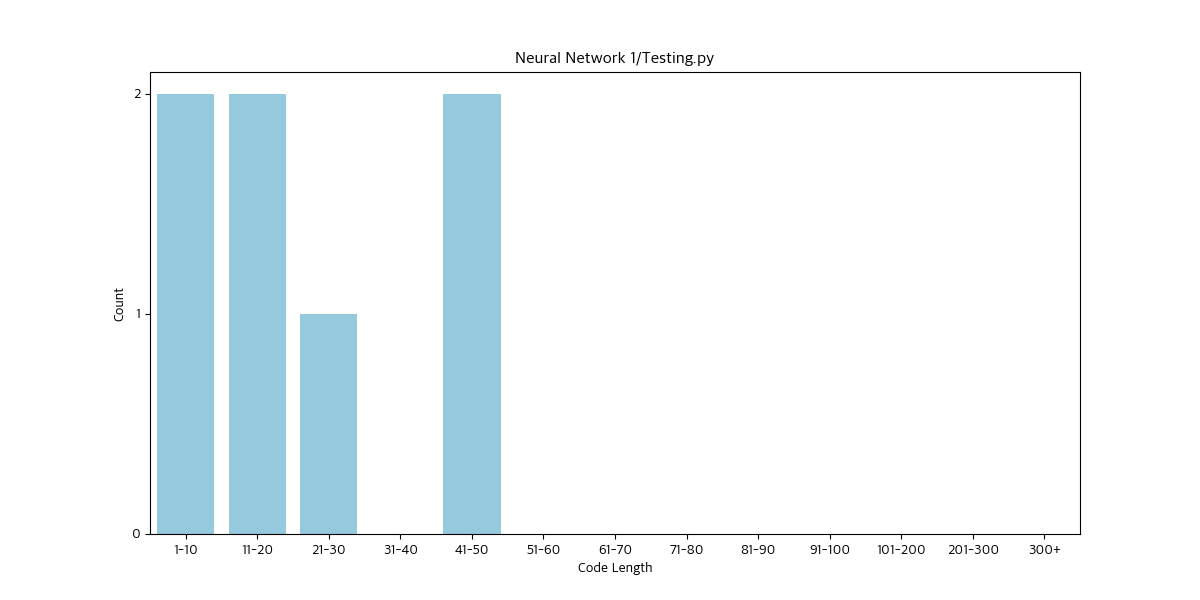 Neural Network 1/Testing.py
2
1
0
Count
1-10 11-20 21-30 31-40 41-50 51-60 61-70 71-80 81-90 91-100 101-200 201-300 300+
Code Length